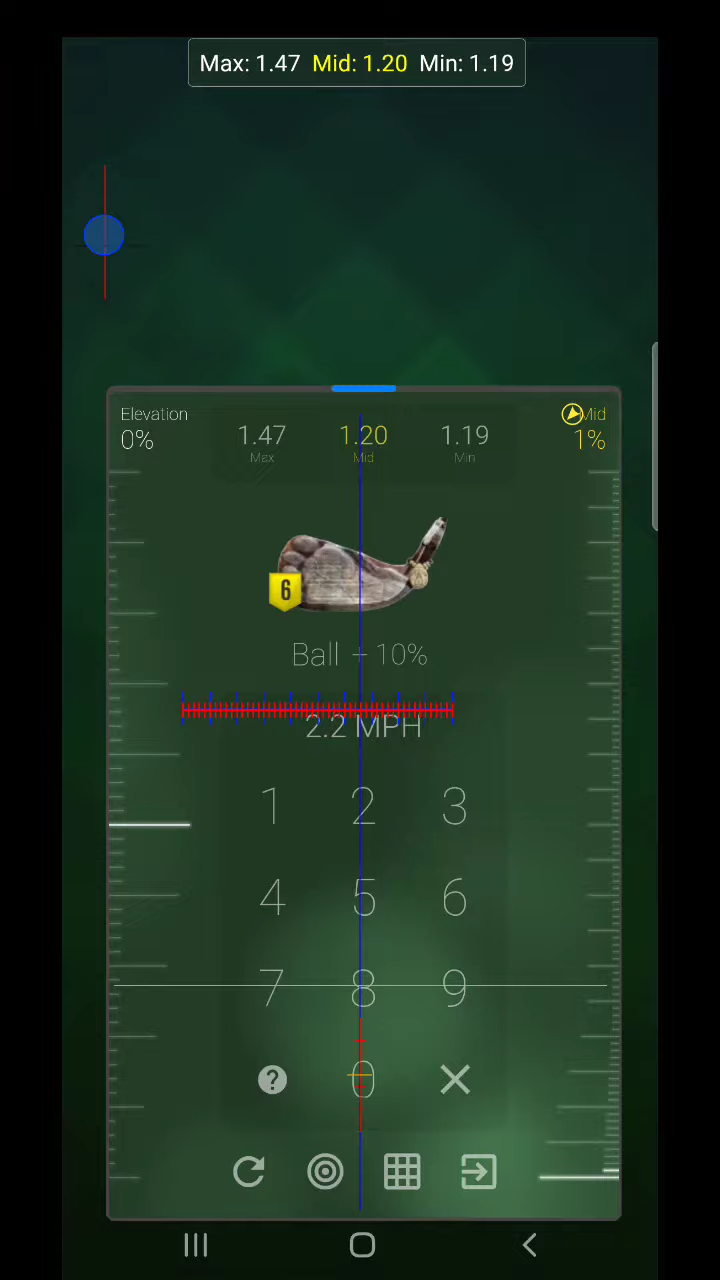 Max: 1.47 Mid: 1.20 Min: 1.19
Elevation
0%
1.47
Max
1.20
Mid
1.19
Min
Mid
1%
6
Ball + 10%
2.2 MPH
1 2 3
4 5 6
7 8 9
? 0